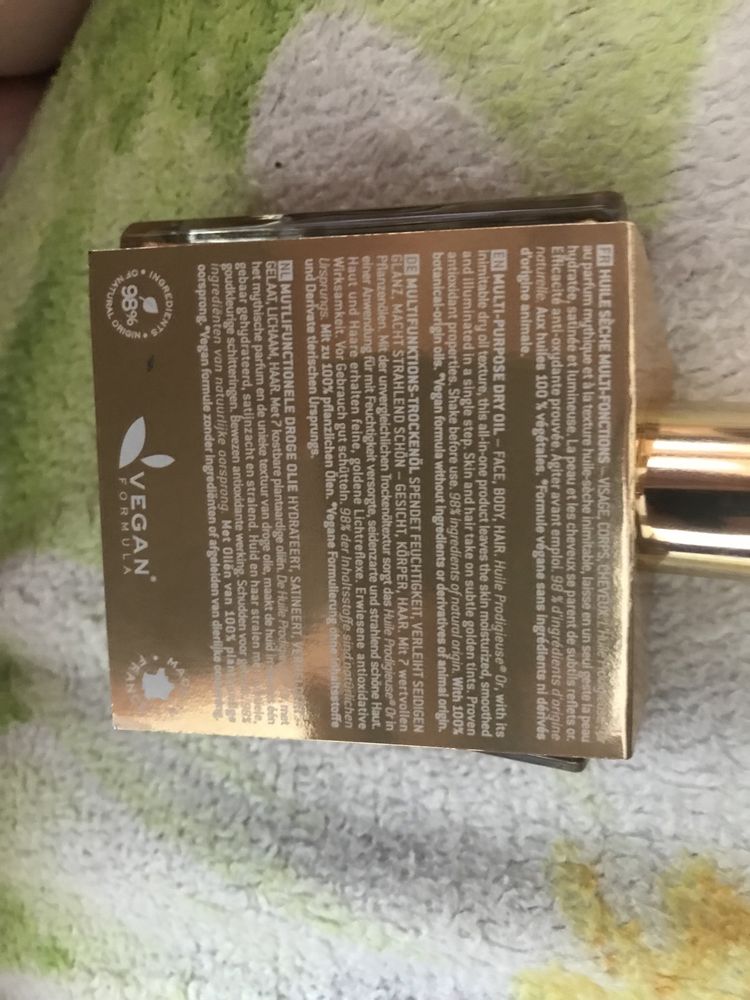 FR HUILE SÈCHE MULTI-FONCTIONS – VISAGE, CORPS, CHEVEUX.
au parfum mythique et à la texture huile-sèche inimitable, laisse en un seul geste la peau
hydratée, satinée et lumineuse. La peau et les cheveux se parent de subtils reflets or.
Efficacité anti-oxydante prouvée. Agiter avant emploi. 98 % d'ingrédients d'origine
naturelle. Aux huiles 100 % végétales. *Formule végane sans ingrédients ni dérivés
d'origine animale.
EN MULTI-PURPOSE DRY OIL – FACE, BODY, HAIR. Huile Prodigieuse® Or, with its
inimitable dry oil texture, this all-in-one product leaves the skin moisturized, smoothed
and illuminated in a single step. Skin and hair take on subtle golden tints. Proven
antioxidant properties. Shake before use. 98% ingredients of natural origin. With 100%
botanical-origin oils. *Vegan formula without ingredients or derivatives of animal origin.
DE MULTIFUNKTIONS-TROCKENÖL SPENDET FEUCHTIGKEIT, VERLEIHT SEIDIGEN
GLANZ, MACHT STRAHLEND SCHÖN – GESICHT, KÖRPER, HAAR. Mit 7 wertvollen
Pflanzenölen. Mit der unvergleichlichen Trockenöltextur sorgt das Huile Prodigieuse® Or in
einer Anwendung für mit Feuchtigkeit versorgte, seidenzarte und strahlend schöne Haut.
Haut und Haare erhalten feine, goldene Lichtreflexe. Erwiesene antioxidative
Wirksamkeit. Vor Gebrauch gut schütteln. 98% der Inhaltsstoffe sind natürlichen
Ursprungs. Mit zu 100% pflanzlichen Ölen. *Vegane Formulierung ohne Inhaltsstoffe
und Derivate tierischen Ursprungs.
NL MUTLIFUNCTIONELE DROGE OLIE HYDRATEERT, SATINEERT,
GELAAT, LICHAAM, HAAR. Met 7 kostbare plantaardige oliën. De Huile met
het mythische parfum en de unieke textuur van droge olie, maakt de huid in één
gebaar gehydrateerd, satijnzacht en stralend. Huid en haar stralen
goudkleurige schitteringen. Bewezen antioxidante werking. Schudden voor 98%
ingrediënten van natuurlijke oorsprong. Met Oliën van 100%
oorsprong. *Vegan formule zonder ingrediënten of afgeleiden van dierlijke
98% INGREDIENTS OF NATURAL ORIGIN
VEGAN*
FORMULA